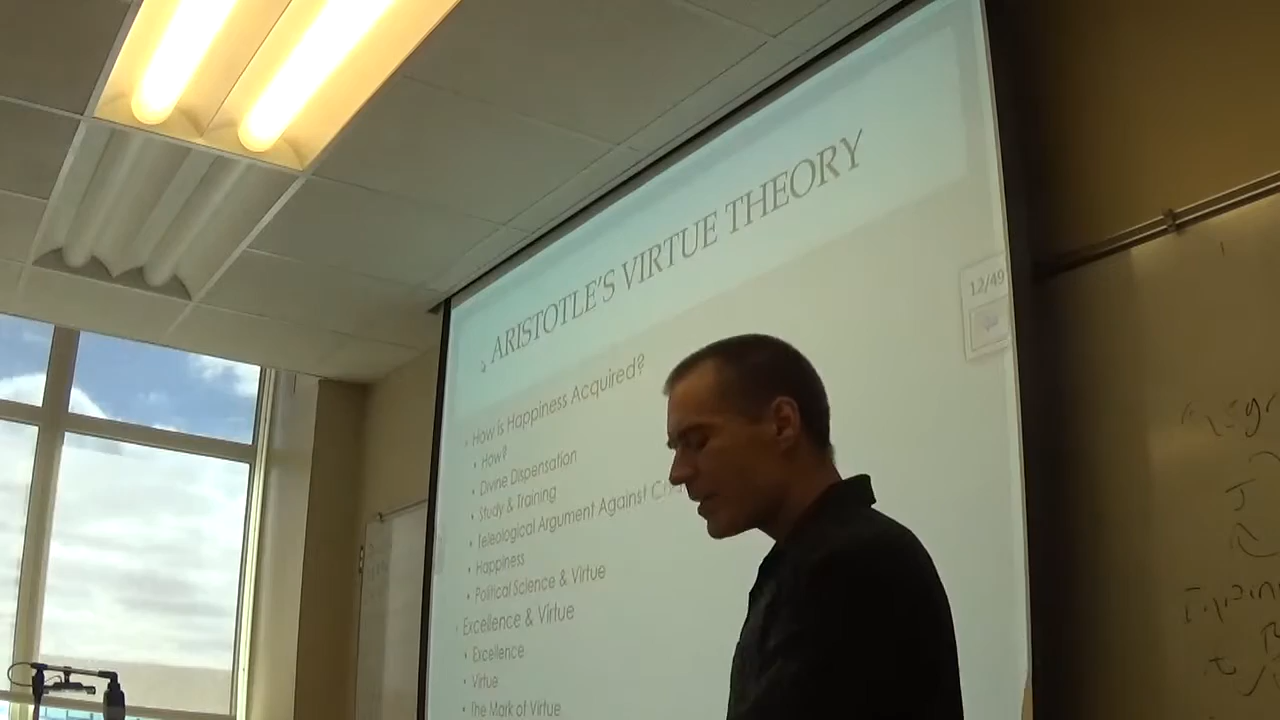 ARISTOTLE'S VIRTUE THEORY
12/49
How is Happiness Acquired?
How?
Divine Dispensation
Study & Training
Teleological Argument Against
Happiness
Political Science & Virtue
Excellence & Virtue
Excellence
Virtue
The Mark of Virtue